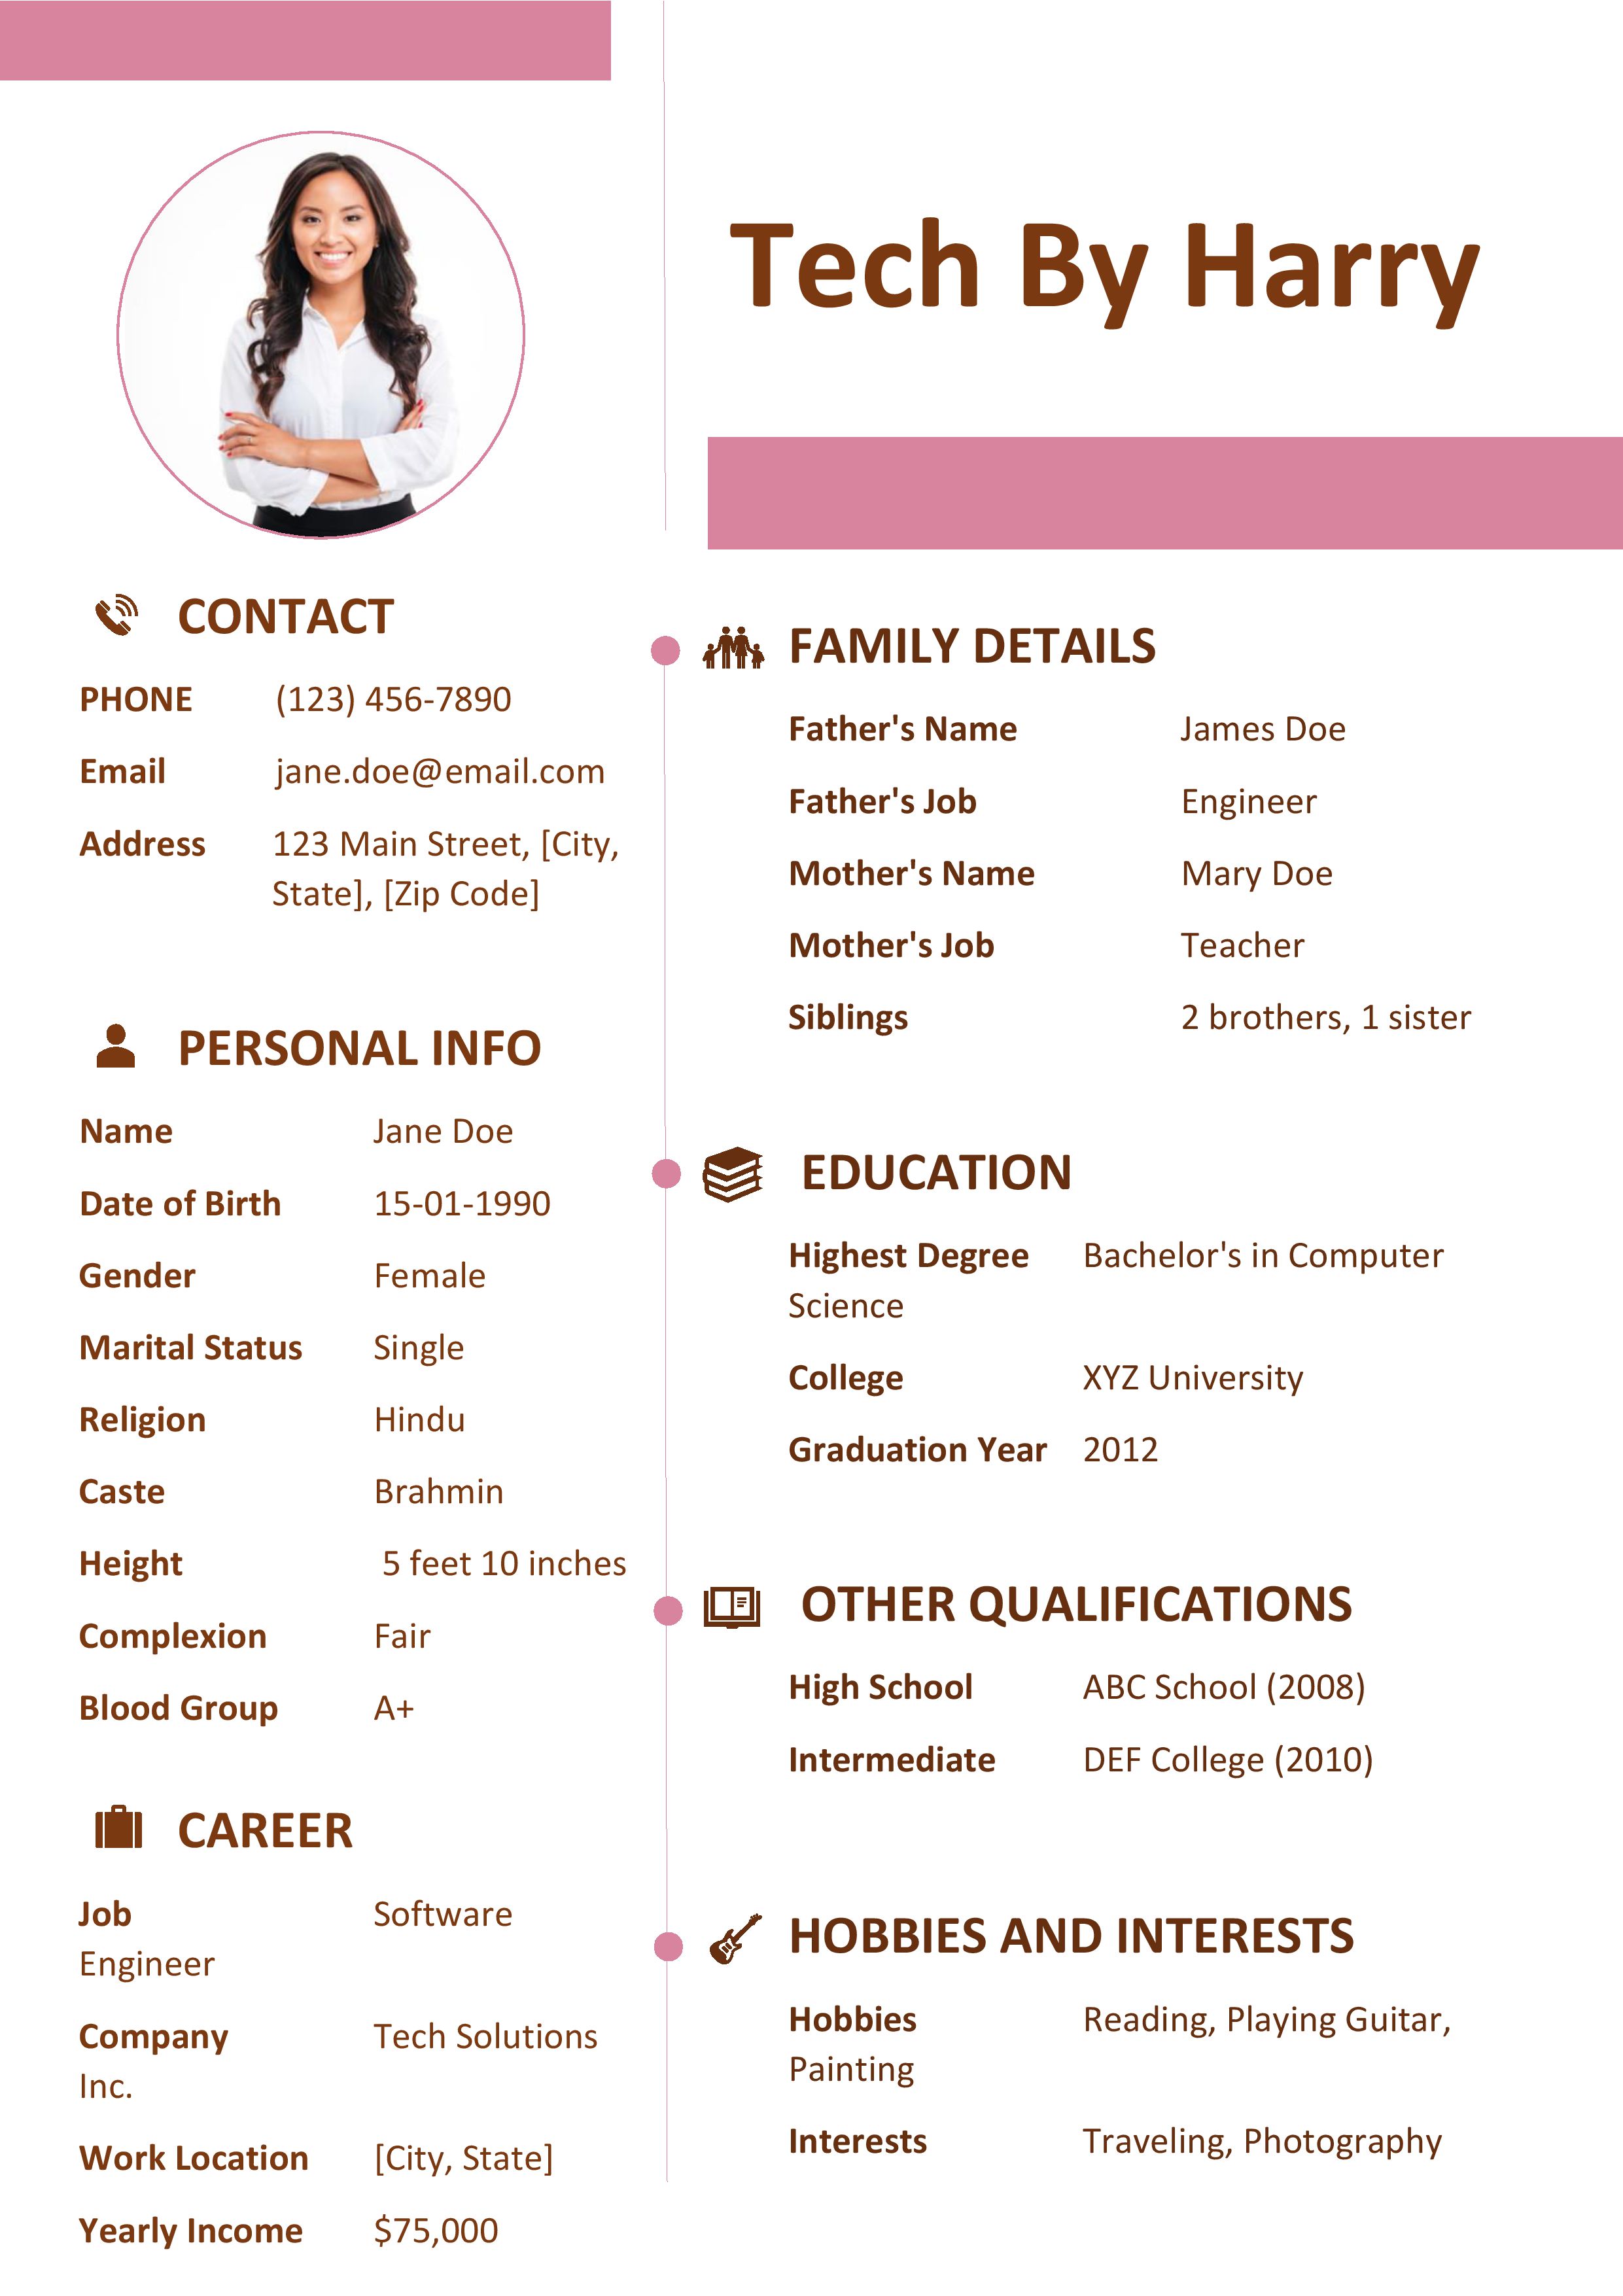 Tech By Harry
CONTACT
PHONE (123) 456-7890
Email jane.doe@email.com
Address 123 Main Street, [City,
State], [Zip Code]
PERSONAL INFO
Name Jane Doe
Date of Birth 15-01-1990
Gender Female
Marital Status Single
Religion Hindu
Caste Brahmin
Height 5 feet 10 inches
Complexion Fair
Blood Group A+
CAREER
Job Software
Engineer
Company Tech Solutions
Inc.
Work Location [City, State]
Yearly Income $75,000
FAMILY DETAILS
Father's Name James Doe
Father's Job Engineer
Mother's Name Mary Doe
Mother's Job Teacher
Siblings 2 brothers, 1 sister
EDUCATION
Highest Degree Bachelor's in Computer
Science
College XYZ University
Graduation Year 2012
OTHER QUALIFICATIONS
High School ABC School (2008)
Intermediate DEF College (2010)
HOBBIES AND INTERESTS
Hobbies Reading, Playing Guitar,
Painting
Interests Traveling, Photography